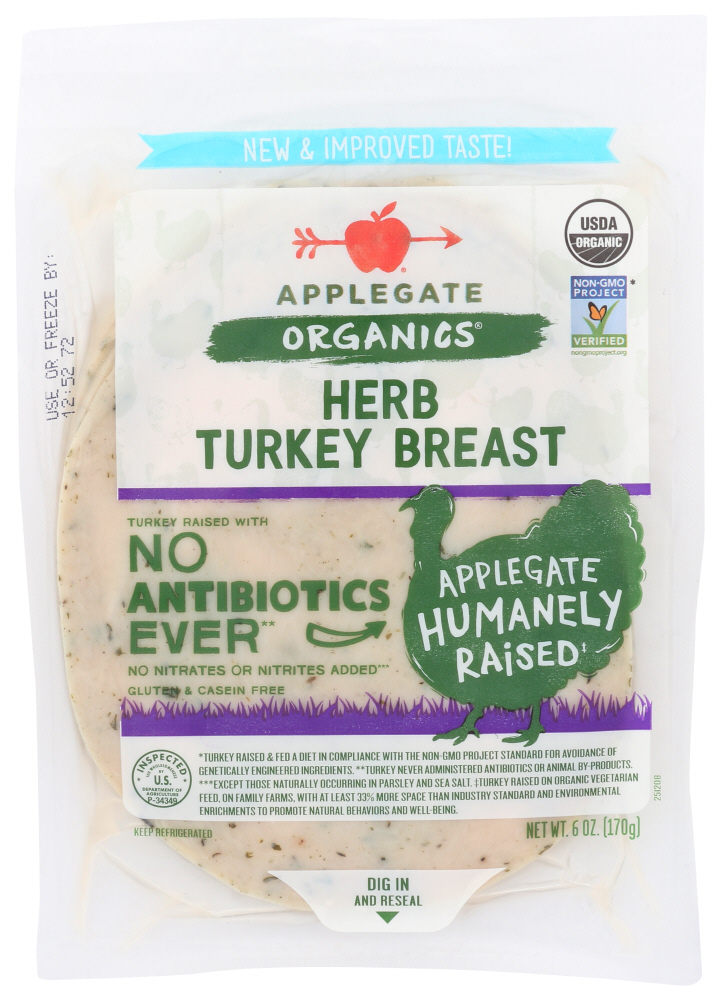 NEW & IMPROVED TASTE!
USDA
ORGANIC
NON-GMO
PROJECT
*
VERIFIED
nongmoproject.org
APPLEGATE
ORGANICS®
HERB
TURKEY BREAST
USE OR FREEZE BY:
12:52 72
TURKEY RAISED WITH
NO
ANTIBIOTICS
EVER**
NO NITRATES OR NITRITES ADDED***
GLUTEN & CASEIN FREE
APPLEGATE
HUMANELY
RAiSED‡
INSPECTED
FOR WHOLESOMENESS
BY
U.S.
DEPARTMENT OF
AGRICULTURE
P-34349
*TURKEY RAISED & FED A DIET IN COMPLIANCE WITH THE NON-GMO PROJECT STANDARD FOR AVOIDANCE OF
GENETICALLY ENGINEERED INGREDIENTS. **TURKEY NEVER ADMINISTERED ANTIBIOTICS OR ANIMAL BY-PRODUCTS.
***EXCEPT THOSE NATURALLY OCCURRING IN PARSLEY AND SEA SALT. ‡TURKEY RAISED ON ORGANIC VEGETARIAN
FEED, ON FAMILY FARMS, WITH AT LEAST 33% MORE SPACE THAN INDUSTRY STANDARD AND ENVIRONMENTAL
ENRICHMENTS TO PROMOTE NATURAL BEHAVIORS AND WELL-BEING.
251208
KEEP REFRIGERATED
NET WT. 6 OZ. (170g)
DIG IN
AND RESEAL